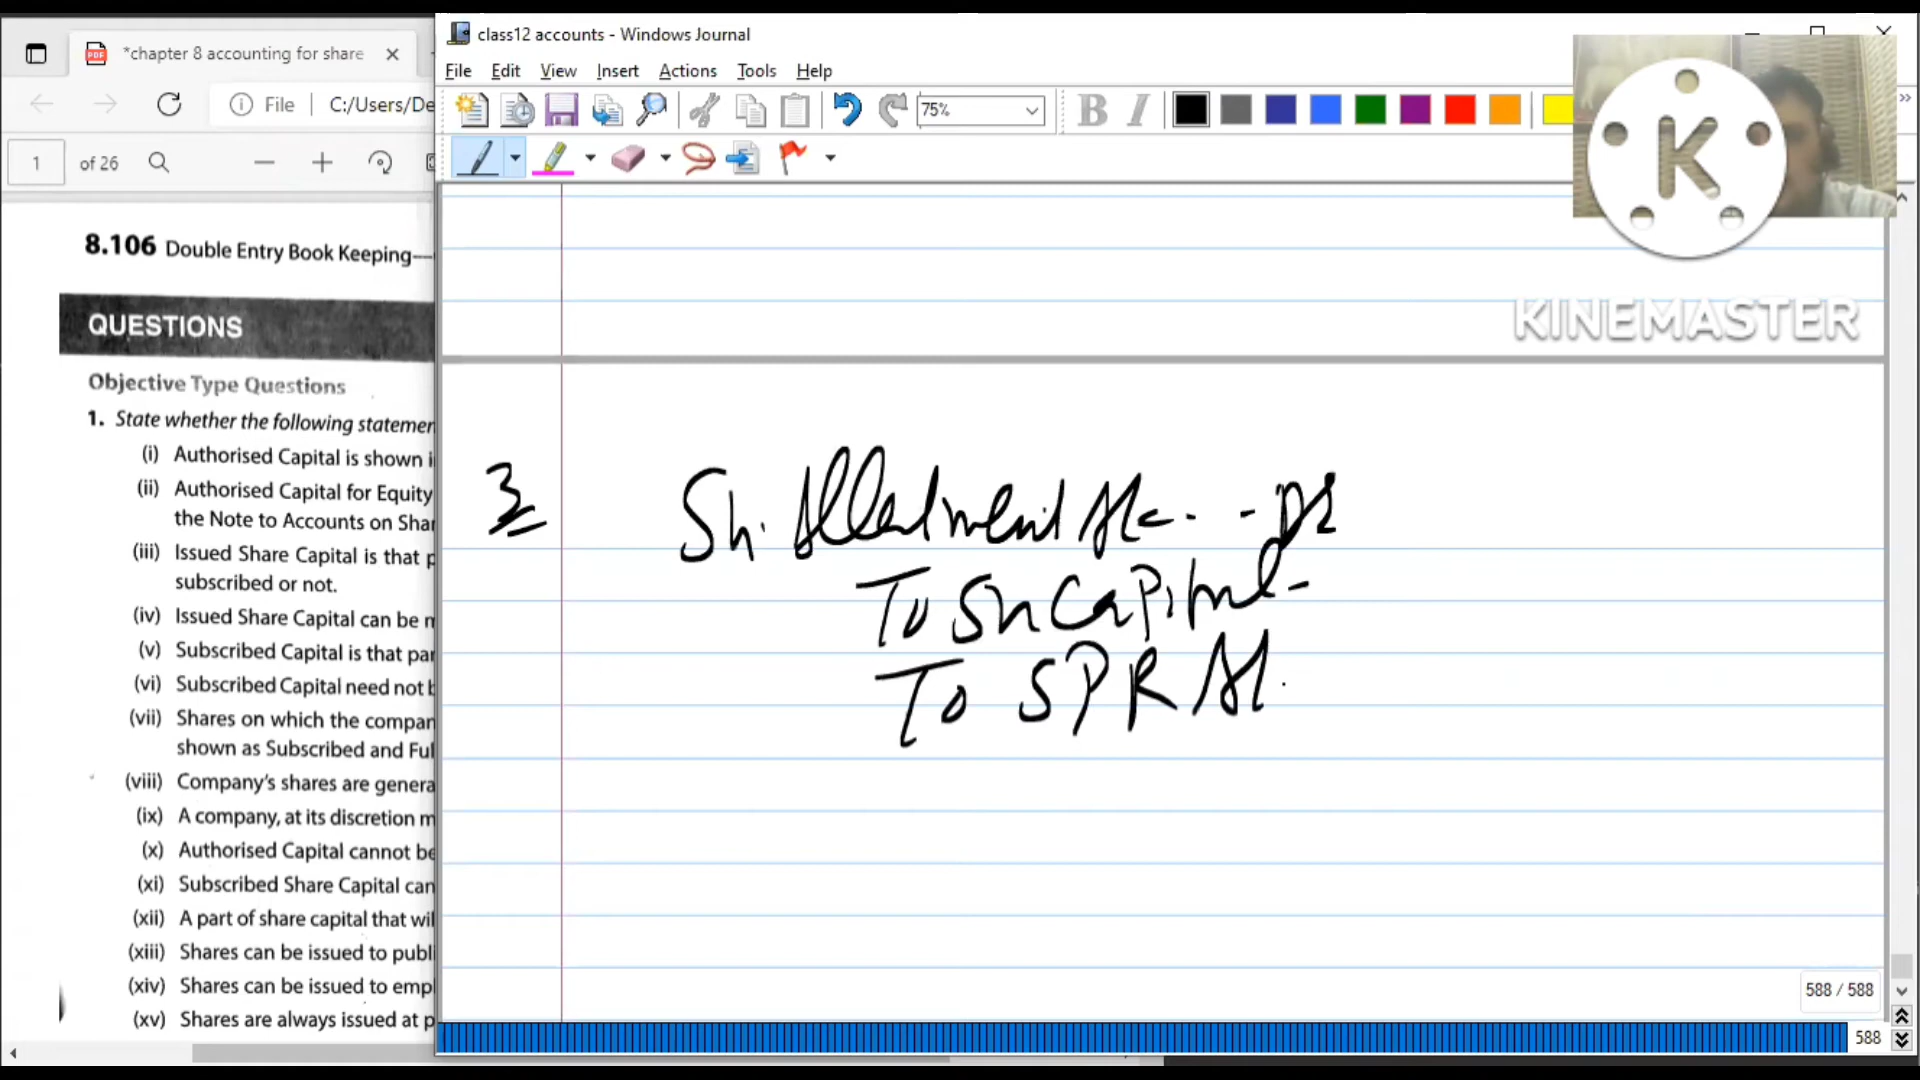 *chapter 8 accounting for share
File
C:/Users/De
1
of 26
8.106 Double Entry Book Keeping—
QUESTIONS
Objective Type Questions
1. State whether the following statemen
(i) Authorised Capital is shown i
(ii) Authorised Capital for Equity
the Note to Accounts on Shar
(iii) Issued Share Capital is that p
subscribed or not.
(iv) Issued Share Capital can be m
(v) Subscribed Capital is that par
(vi) Subscribed Capital need not b
(vii) Shares on which the compan
shown as Subscribed and Ful
(viii) Company's shares are genera
(ix) A company, at its discretion m
(x) Authorised Capital cannot be
(xi) Subscribed Share Capital can
(xii) A part of share capital that wil
(xiii) Shares can be issued to publi
(xiv) Shares can be issued to empl
(xv) Shares are always issued at p
class12 accounts - Windows Journal
File Edit View Insert Actions Tools Help
75%
B I
K
KINEMASTER
3 Sh. Allotment A/c - - Dr
To Sh Capital -
To SPR A/
588 / 588
588